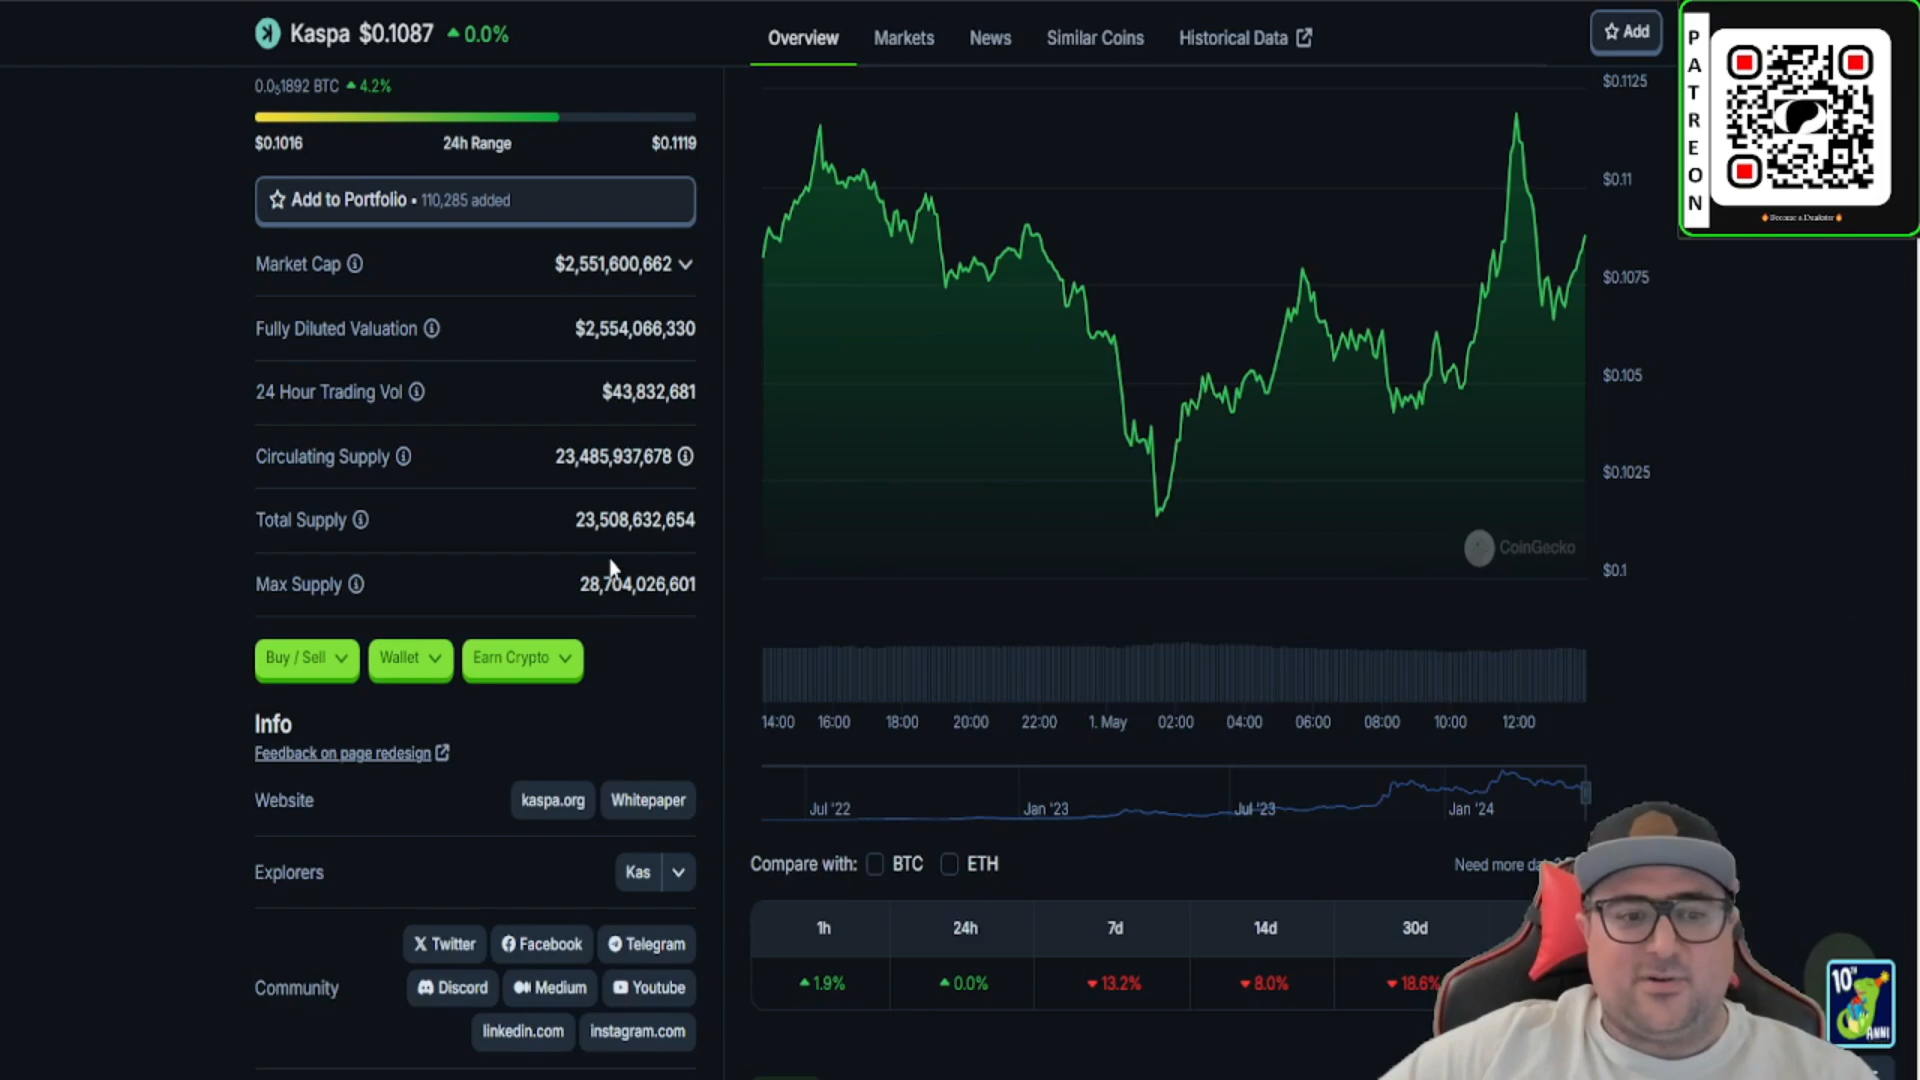 Kaspa $0.1087 0.0%
Overview Markets News Similar Coins Historical Data
Add
PATREON
Become a Dealster
0.0₅1892 BTC 4.2%
$0.1016 24h Range $0.1119
Add to Portfolio • 110,285 added
Market Cap $2,551,600,662
Fully Diluted Valuation $2,554,066,330
24 Hour Trading Vol $43,832,681
Circulating Supply 23,485,937,678
Total Supply 23,508,632,654
Max Supply 28,704,026,601
Buy / Sell Wallet Earn Crypto
Info
Feedback on page redesign
Website kaspa.org Whitepaper
Explorers Kas
Community Twitter Facebook Telegram
Discord Medium Youtube
linkedin.com instagram.com
$0.1125
$0.11
$0.1075
$0.105
$0.1025
$0.1
CoinGecko
14:00 16:00 18:00 20:00 22:00 1. May 02:00 04:00 06:00 08:00 10:00 12:00
Jul '22 Jan '23 Jul '23 Jan '24
Compare with: BTC ETH
Need more
1h 24h 7d 14d 30d
1.9% 0.0% 13.2% 8.0% 18.6%
10TH
ANNI